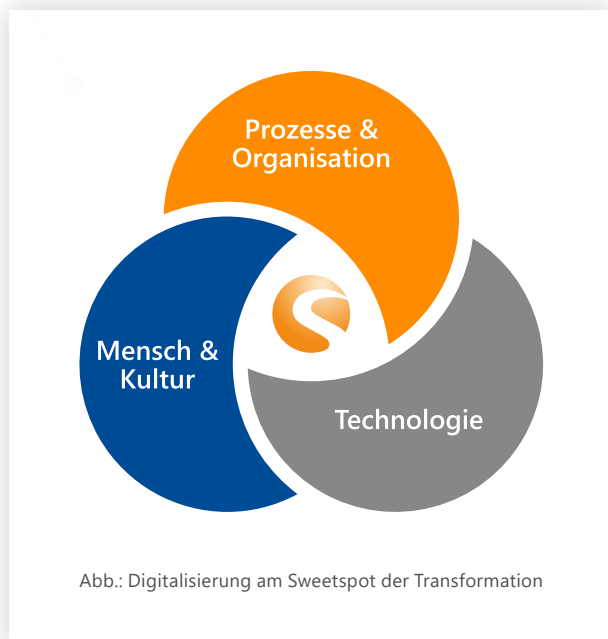 Prozesse &
Organisation
Mensch &
Kultur
Technologie
Abb.: Digitalisierung am Sweetspot der Transformation